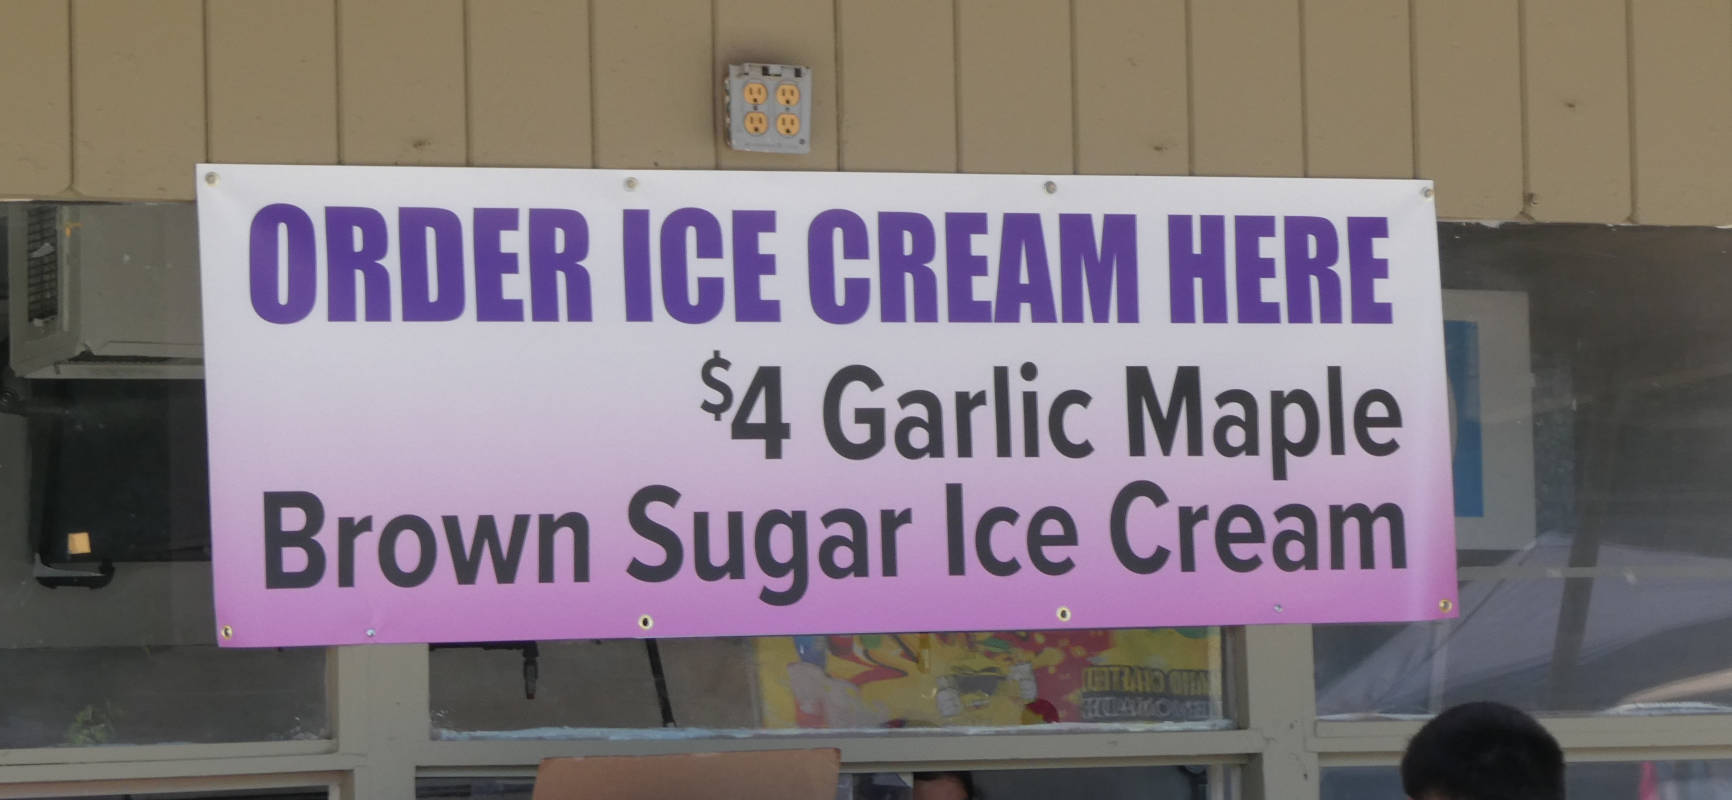 ORDER ICE CREAM HERE
$4 Garlic Maple
Brown Sugar Ice Cream